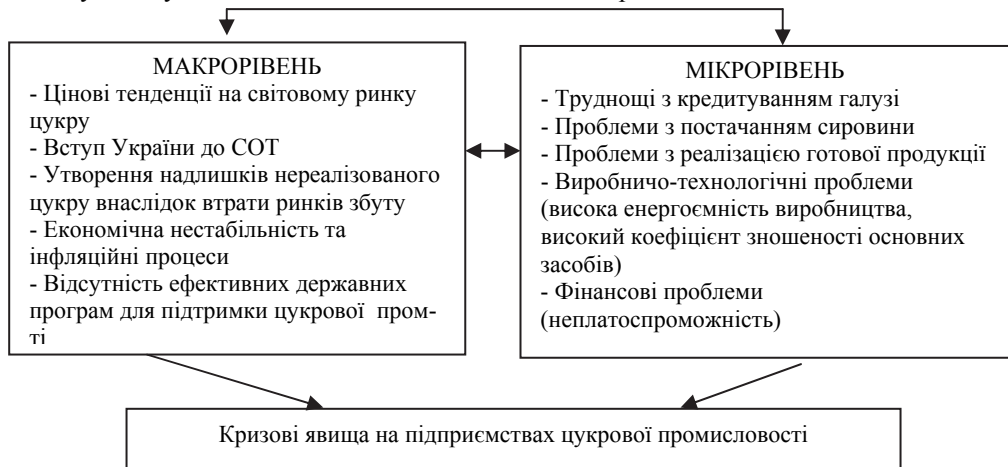 МАКРОРІВЕНЬ
- Цінові тенденції на світовому ринку
цукру
- Вступ України до СОТ
- Утворення надлишків нереалізованого
цукру внаслідок втрати ринків збуту
- Економічна нестабільність та
інфляційні процеси
- Відсутність ефективних державних
програм для підтримки цукрової пром-
ті
МІКРОРІВЕНЬ
- Труднощі з кредитуванням галузі
- Проблеми з постачанням сировини
- Проблеми з реалізацією готової продукції
- Виробничо-технологічні проблеми
(висока енергоємність виробництва,
високий коефіцієнт зношеності основних
засобів)
- Фінансові проблеми
(неплатоспроможність)
Кризові явища на підприємствах цукрової промисловості